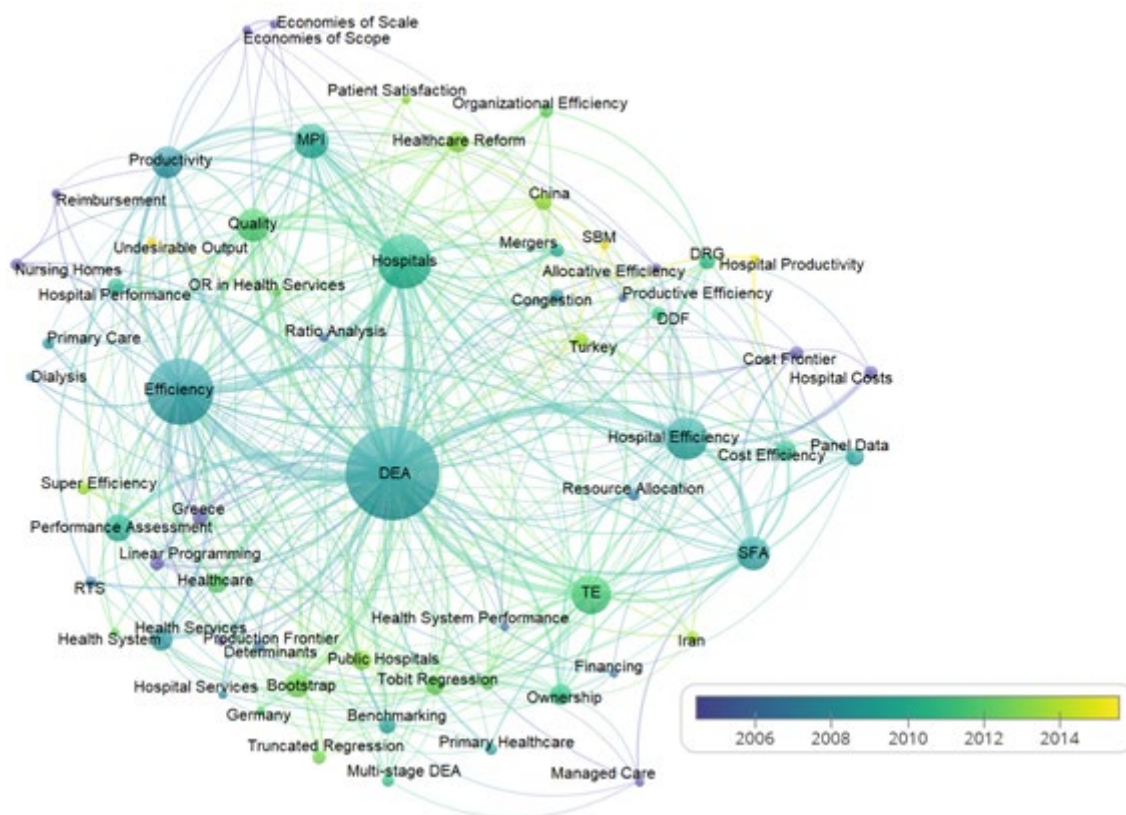 Economies of Scale
Economies of Scope
Patient Satisfaction
Organizational Efficiency
MPI
Healthcare Reform
Productivity
Reimbursement
China
Quality
Undesirable Output
Mergers
SBM
Hospitals
DRG
Hospital Productivity
Nursing Homes
Allocative Efficiency
OR in Health Services
Hospital Performance
Productive Efficiency
Congestion
DDF
Ratio Analysis
Primary Care
Turkey
Cost Frontier
Dialysis
Hospital Costs
Efficiency
Hospital Efficiency
Panel Data
Cost Efficiency
DEA
Super Efficiency
Resource Allocation
Greece
Performance Assessment
Linear Programming
SFA
Healthcare
RTS
TE
Health System Performance
Health Services
Health System
Production Frontier
Iran
Determinants
Public Hospitals
Financing
Tobit Regression
Hospital Services
Bootstrap
Ownership
Germany
Benchmarking
Truncated Regression
Primary Healthcare
Multi-stage DEA
Managed Care
2006 2008 2010 2012 2014